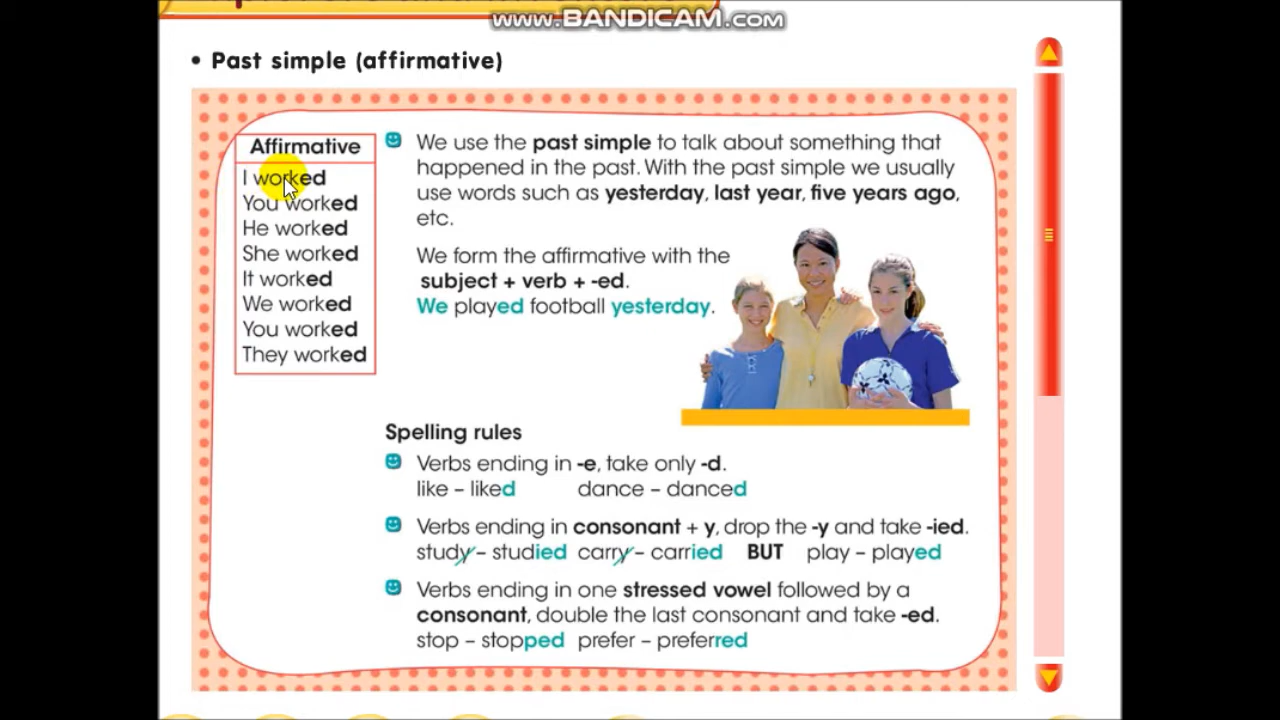 www.BANDICAM.com
• Past simple (affirmative)
Affirmative
I worked
You worked
He worked
She worked
It worked
We worked
You worked
They worked
We use the past simple to talk about something that
happened in the past. With the past simple we usually
use words such as yesterday, last year, five years ago,
etc.
We form the affirmative with the
subject + verb + -ed.
We played football yesterday.
Spelling rules
Verbs ending in -e, take only -d.
like – liked dance – danced
Verbs ending in consonant + y, drop the -y and take -ied.
study – studied carry – carried BUT play – played
Verbs ending in one stressed vowel followed by a
consonant, double the last consonant and take -ed.
stop – stopped prefer – preferred